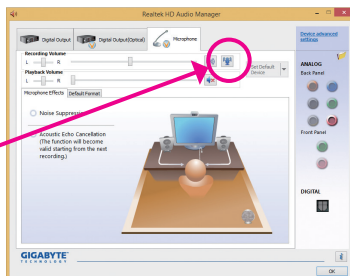 Realtek HD Audio Manager
Digital Output
Digital Output(Optical)
Microphone
Device advanced
settings
Recording Volume
L
R
Set Default
Device
Playback Volume
L
R
ANALOG
Back Panel
Microphone Effects
Default Format
Noise Suppression
Acoustic Echo Cancellation
(The function will become
valid starting from the next
recording.)
Front Panel
DIGITAL
GIGABYTE
TECHNOLOGY
i
OK